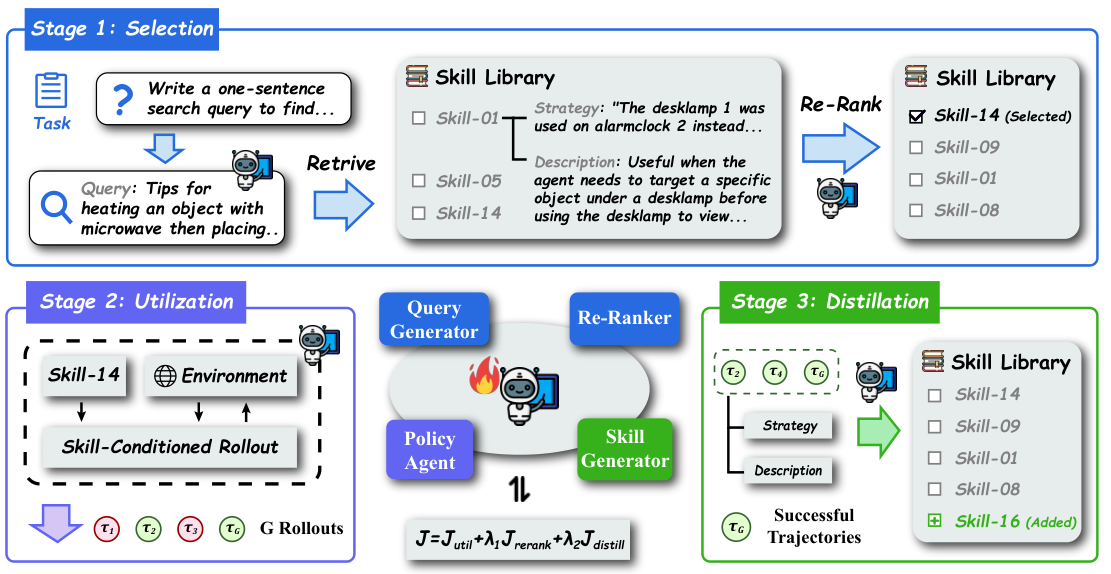 Stage 1: Selection
Task
Write a one-sentence
search query to find...
Query: Tips for
heating an object with
microwave then placing..
Retrive
Skill Library
Skill-01
Strategy: "The desklamp 1 was
used on alarmclock 2 instead...
Description: Useful when the
agent needs to target a specific
object under a desklamp before
using the desklamp to view...
Skill-05
Skill-14
Re-Rank
Skill Library
Skill-14 (Selected)
Skill-09
Skill-01
Skill-08
Stage 2: Utilization
Skill-14
Environment
Skill-Conditioned Rollout
τ1 τ2 τ3 τG G Rollouts
Query
Generator
Re-Ranker
Policy
Agent
Skill
Generator
J=Jutil+λ1Jrerank+λ2Jdistill
Stage 3: Distillation
τ2 τ4 τG
Strategy
Description
τG Successful
Trajectories
Skill Library
Skill-14
Skill-09
Skill-01
Skill-08
Skill-16 (Added)